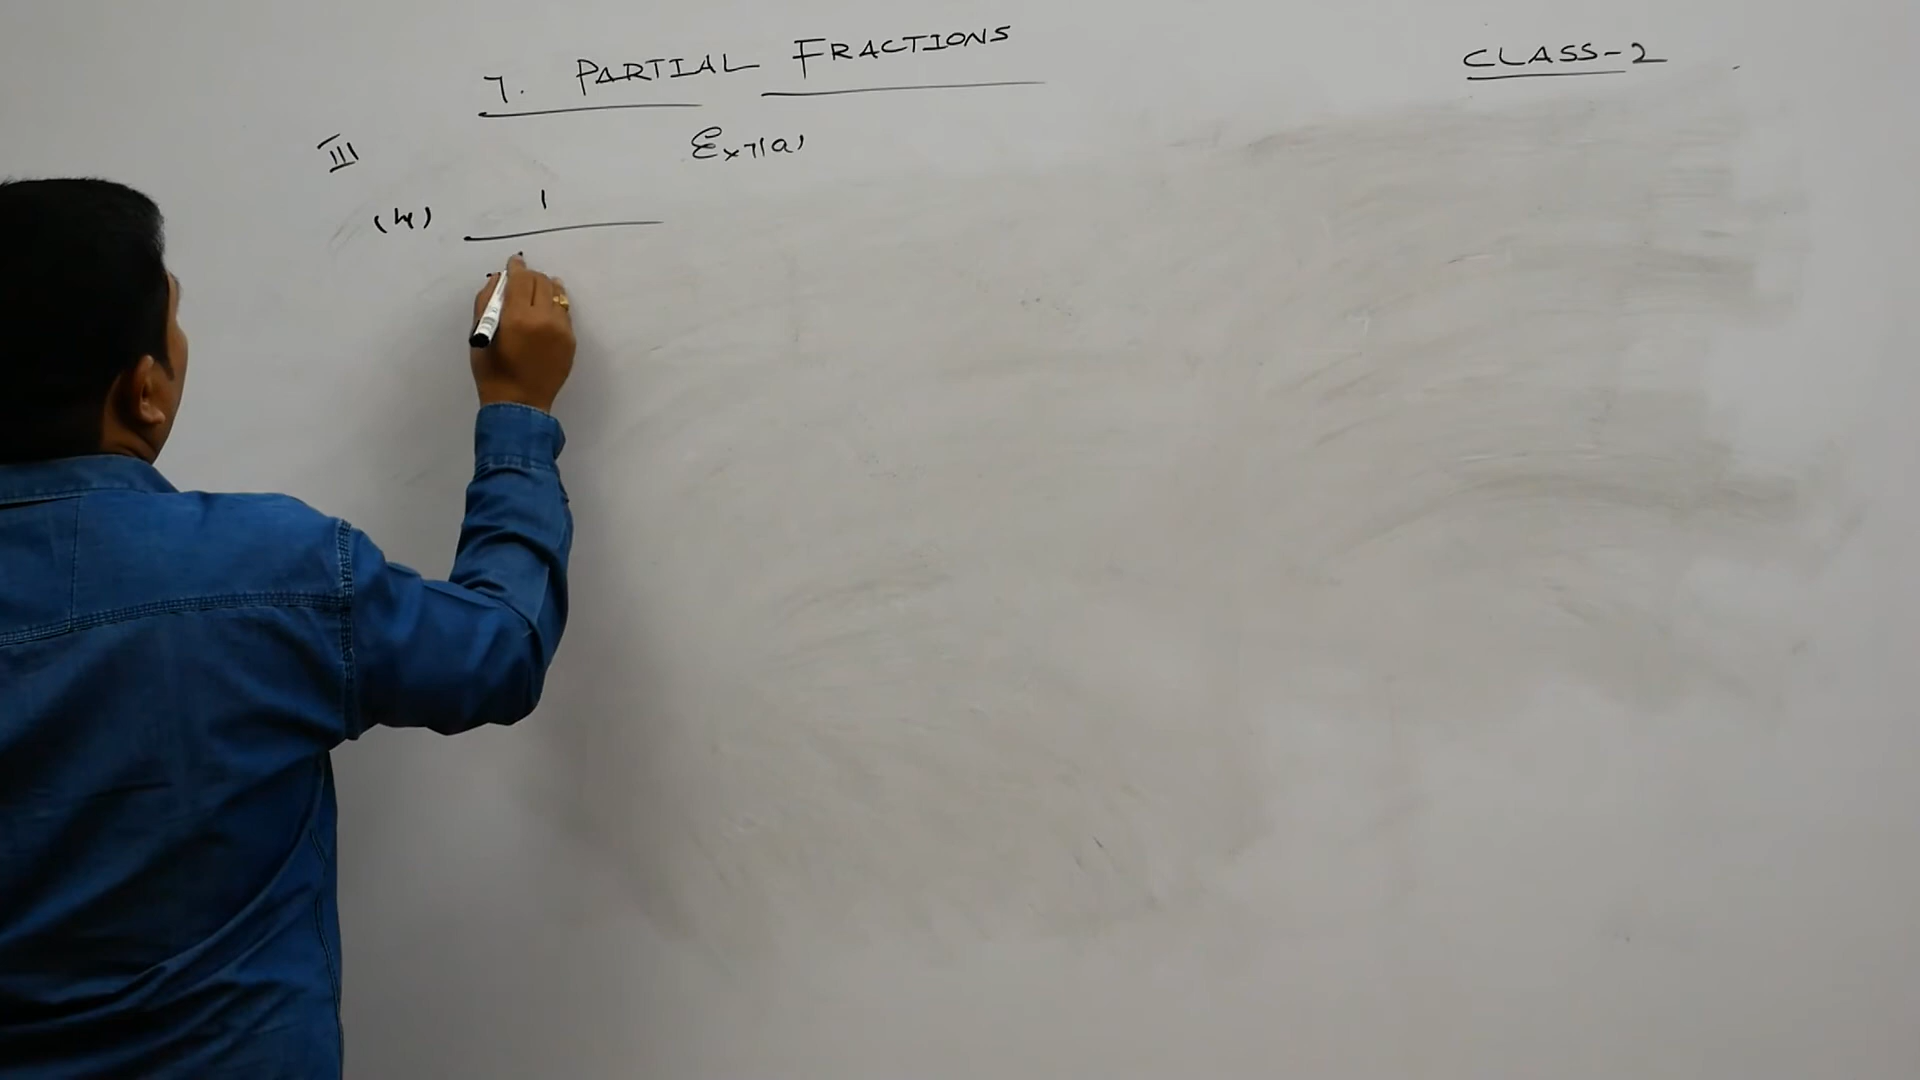 7. PARTIAL FRACTIONS
CLASS-2
Ex 7(a)
III
(4) 1